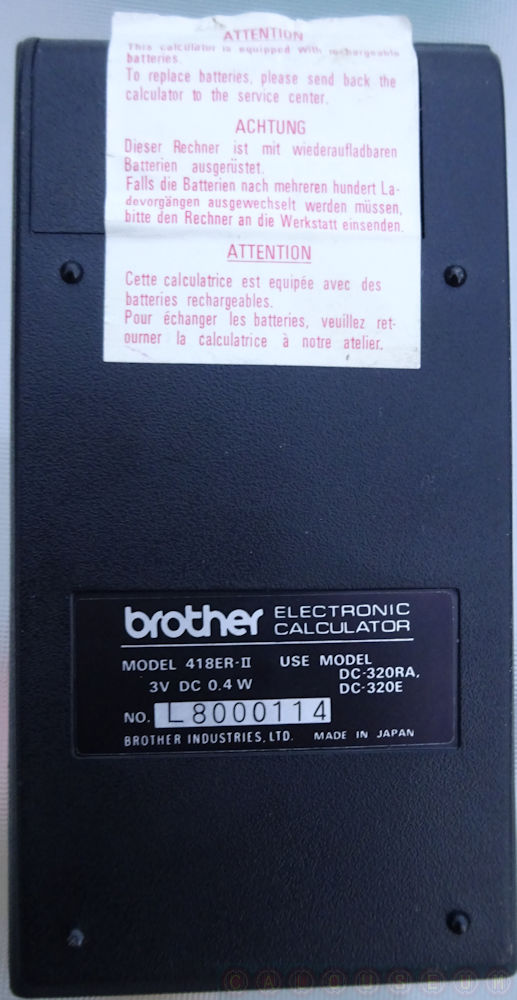 ATTENTION
This calculator is equipped with rechargeable
batteries.
To replace batteries, please send back the
calculator to the service center.
ACHTUNG
Dieser Rechner ist mit wiederaufladbaren
Batterien ausgerüstet.
Falls die Batterien nach mehreren hundert La-
devorgängen ausgewechselt werden müssen,
bitte den Rechner an die Werkstatt einsenden.
ATTENTION
Cette calculatrice est equipée avec des
batteries rechargeables.
Pour échanger les batteries, veuillez ret-
ourner la calculatrice à notre atelier.
brother ELECTRONIC
CALCULATOR
MODEL 418ER-II USE MODEL
DC-320RA,
3V DC 0.4W DC-320E
NO. L8000114
BROTHER INDUSTRIES, LTD. MADE IN JAPAN
CALCUSEUM